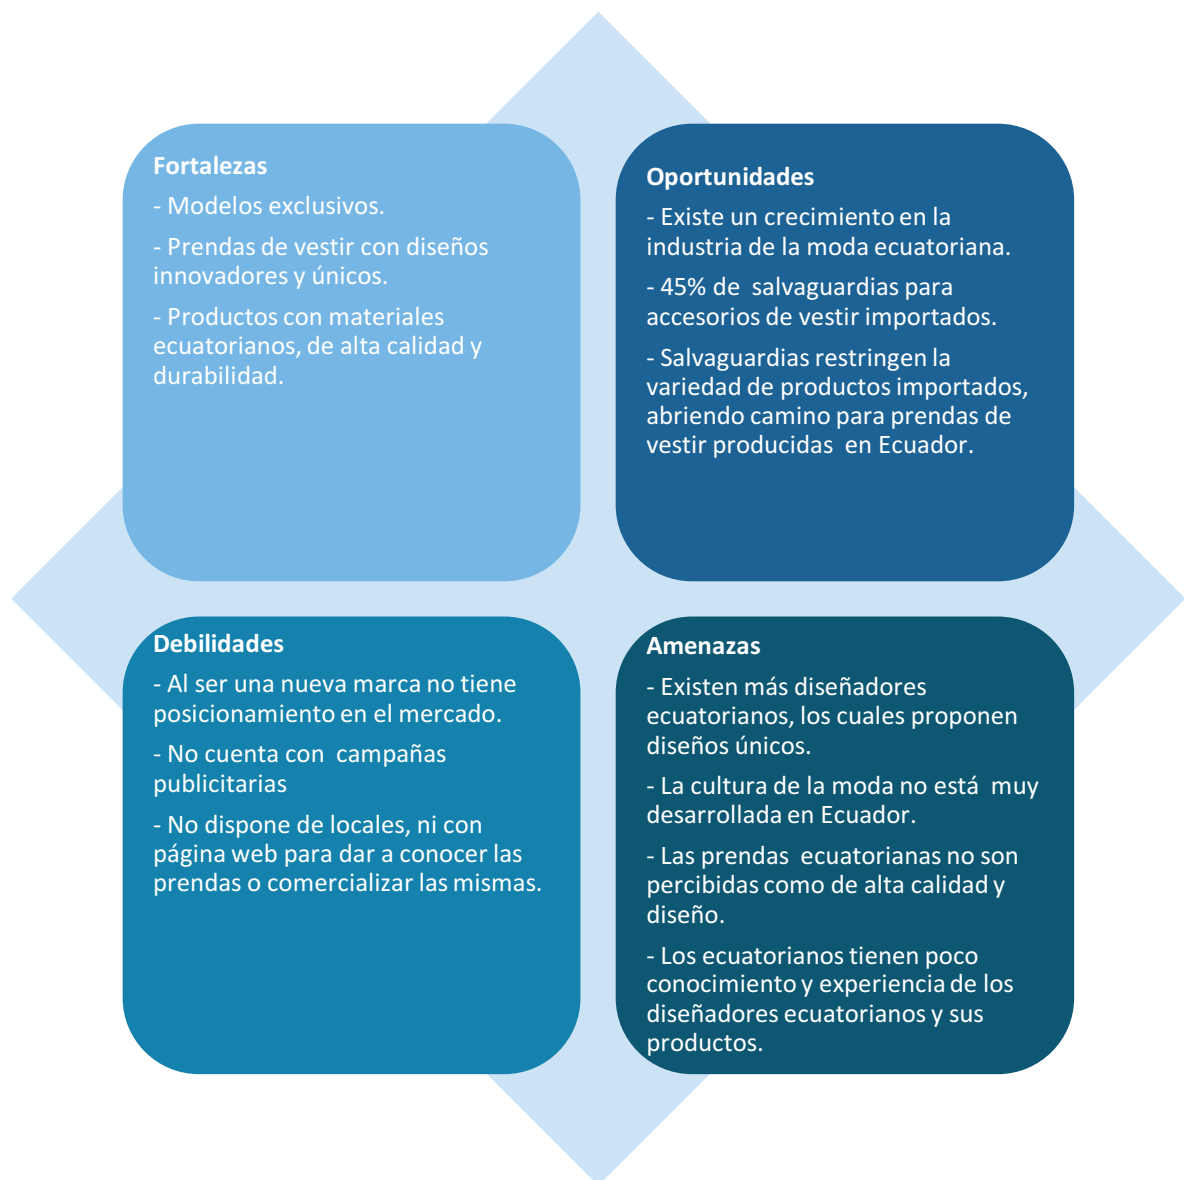 Fortalezas
- Modelos exclusivos.
- Prendas de vestir con diseños
innovadores y únicos.
- Productos con materiales
ecuatorianos, de alta calidad y
durabilidad.
Oportunidades
- Existe un crecimiento en la
industria de la moda ecuatoriana.
- 45% de  salvaguardias para
accesorios de vestir importados.
- Salvaguardias restringen la
variedad de productos importados,
abriendo camino para prendas de
vestir producidas  en Ecuador.
Debilidades
- Al ser una nueva marca no tiene
posicionamiento en el mercado.
- No cuenta con  campañas
publicitarias
- No dispone de locales, ni con
página web para dar a conocer las
prendas o comercializar las mismas.
Amenazas
- Existen más diseñadores
ecuatorianos, los cuales proponen
diseños únicos.
- La cultura de la moda no está  muy
desarrollada en Ecuador.
- Las prendas  ecuatorianas no son
percibidas como de alta calidad y
diseño.
- Los ecuatorianos tienen poco
conocimiento y experiencia de los
diseñadores ecuatorianos y sus
productos.